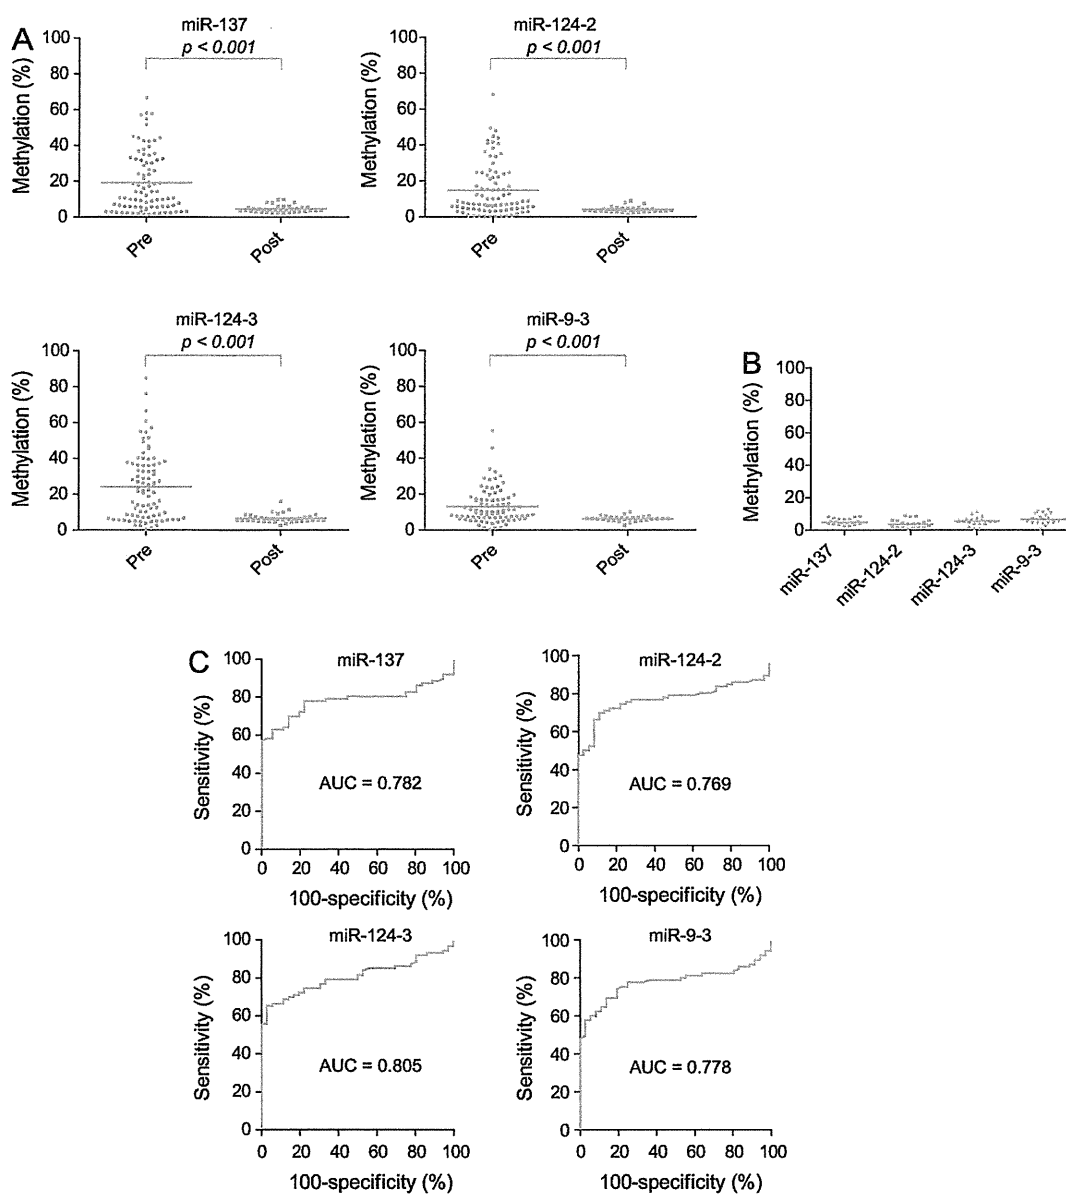 A
miR-137
p < 0.001
Methylation (%)
100
80
60
40
20
0
Pre
Post
miR-124-2
p < 0.001
Methylation (%)
100
80
60
40
20
0
Pre
Post
miR-124-3
p < 0.001
Methylation (%)
100
80
60
40
20
0
Pre
Post
miR-9-3
p < 0.001
Methylation (%)
100
80
60
40
20
0
Pre
Post
B
Methylation (%)
100
80
60
40
20
0
miR-137
miR-124-2
miR-124-3
miR-9-3
C
miR-137
Sensitivity (%)
100
80
60
40
20
0
AUC = 0.782
0 20 40 60 80 100
100-specificity (%)
miR-124-2
Sensitivity (%)
100
80
60
40
20
0
AUC = 0.769
0 20 40 60 80 100
100-specificity (%)
miR-124-3
Sensitivity (%)
100
80
60
40
20
0
AUC = 0.805
0 20 40 60 80 100
100-specificity (%)
miR-9-3
Sensitivity (%)
100
80
60
40
20
0
AUC = 0.778
0 20 40 60 80 100
100-specificity (%)